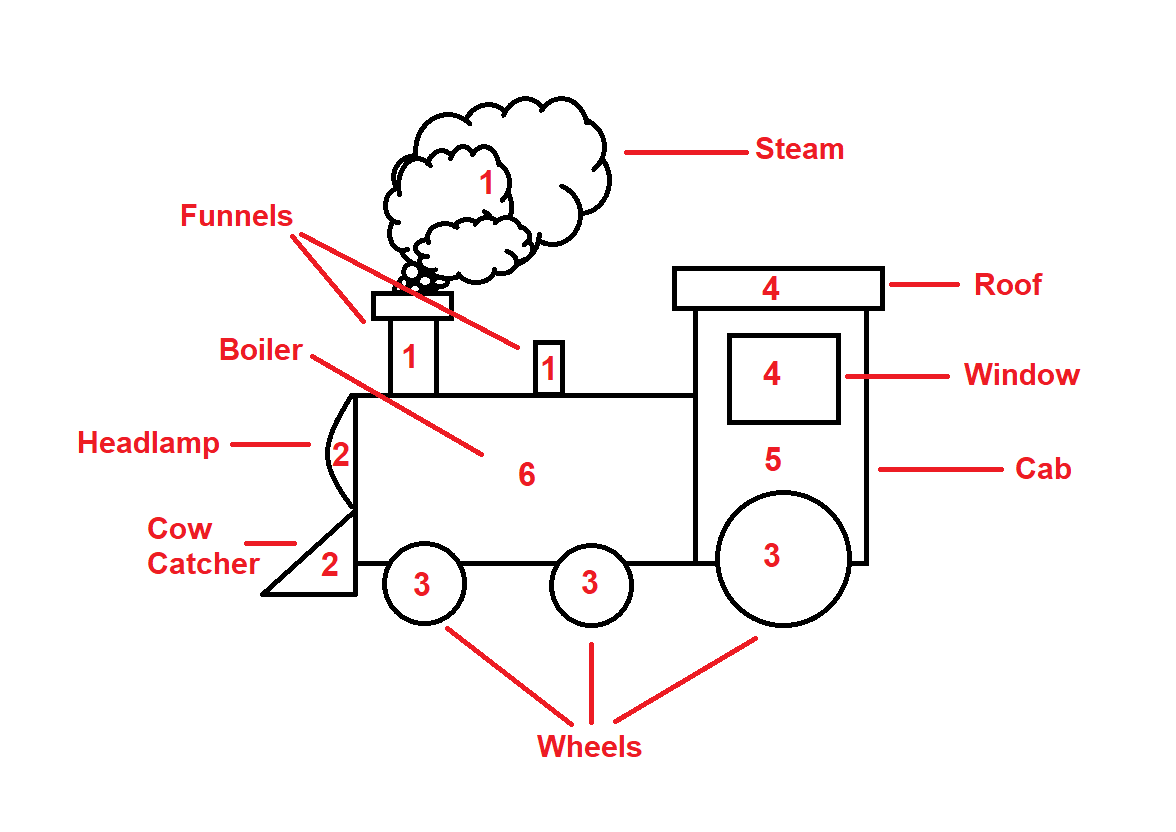 Steam
1
Funnels
4
Roof
Boiler
1
1
4
Window
Headlamp
2
6
5
Cab
Cow
Catcher
2
3
3
3
Wheels